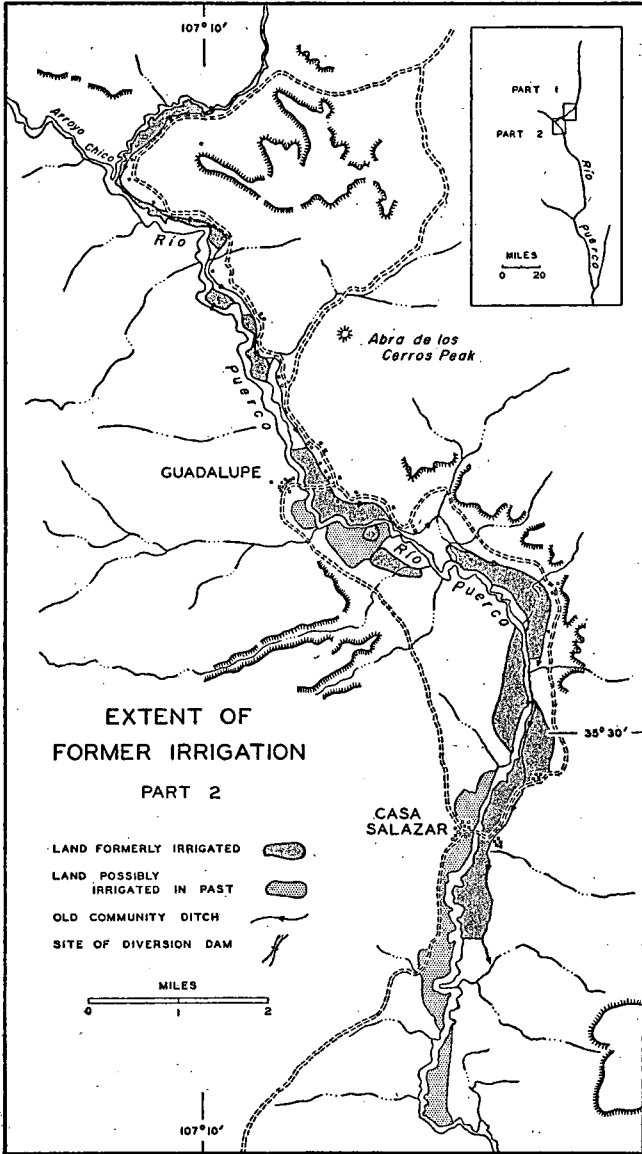 107° 10'
Arroyo Chico
Río
Puerco
Abra de los
Cerros Peak
PART 1
PART 2
Río
Puerco
MILES
0 20
GUADALUPE
Río
Puerco
EXTENT OF
FORMER IRRIGATION
PART 2
35° 30'
CASA
SALAZAR
LAND FORMERLY IRRIGATED
LAND POSSIBLY
IRRIGATED IN PAST
OLD COMMUNITY DITCH
SITE OF DIVERSION DAM
MILES
0 1 2
107° 10'